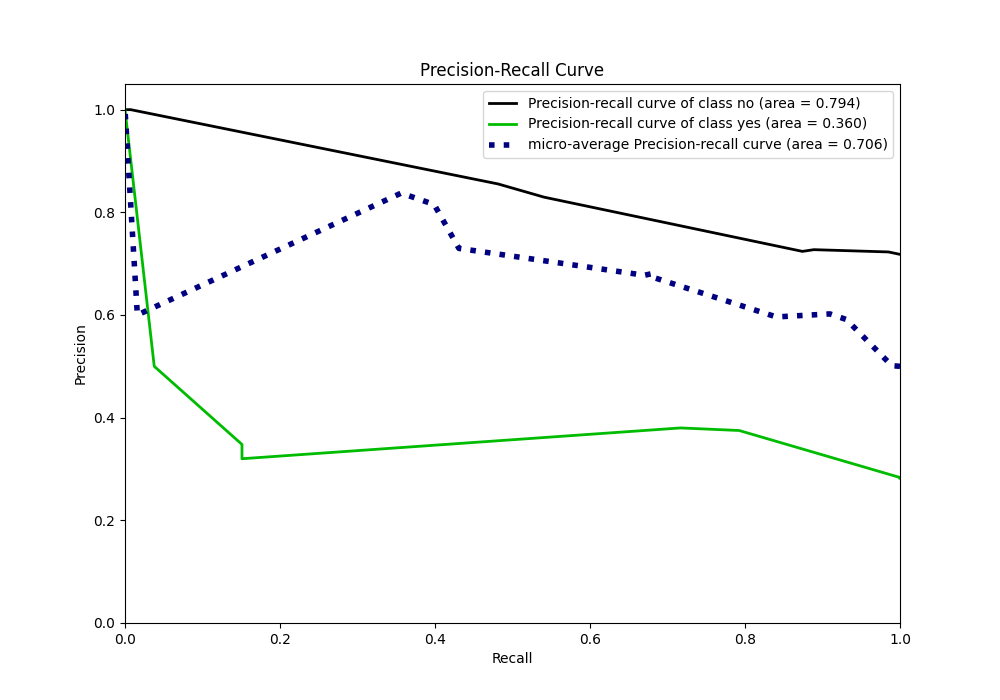 Precision-Recall Curve
Precision-recall curve of class no (area = 0.794)
Precision-recall curve of class yes (area = 0.360)
micro-average Precision-recall curve (area = 0.706)
1.0
0.8
0.6
0.4
0.2
0.0
Precision
0.0 0.2 0.4 0.6 0.8 1.0
Recall